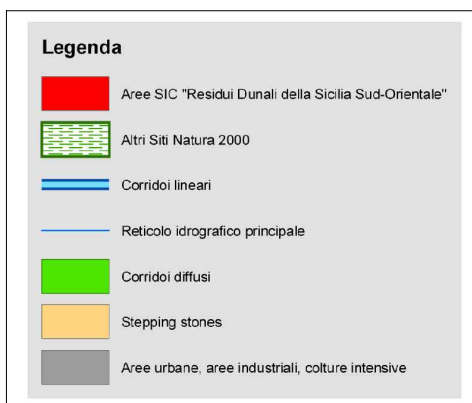 Legenda
Aree SIC "Residui Dunali della Sicilia Sud-Orientale"
Altri Siti Natura 2000
Corridoi lineari
Reticolo idrografico principale
Corridoi diffusi
Stepping stones
Aree urbane, aree industriali, colture intensive